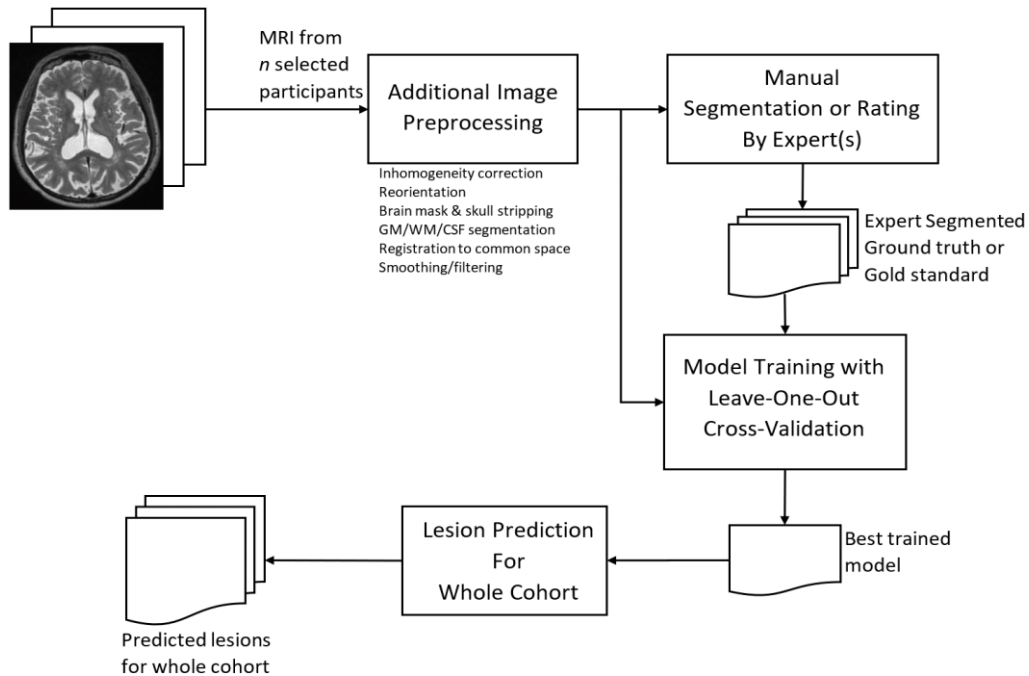 MRI from
n selected
participants
Additional Image
Preprocessing
Inhomogeneity correction
Reorientation
Brain mask & skull stripping
GM/WM/CSF segmentation
Registration to common space
Smoothing/filtering
Manual
Segmentation or Rating
By Expert(s)
Expert Segmented
Ground truth or
Gold standard
Model Training with
Leave-One-Out
Cross-Validation
Best trained
model
Lesion Prediction
For
Whole Cohort
Predicted lesions
for whole cohort